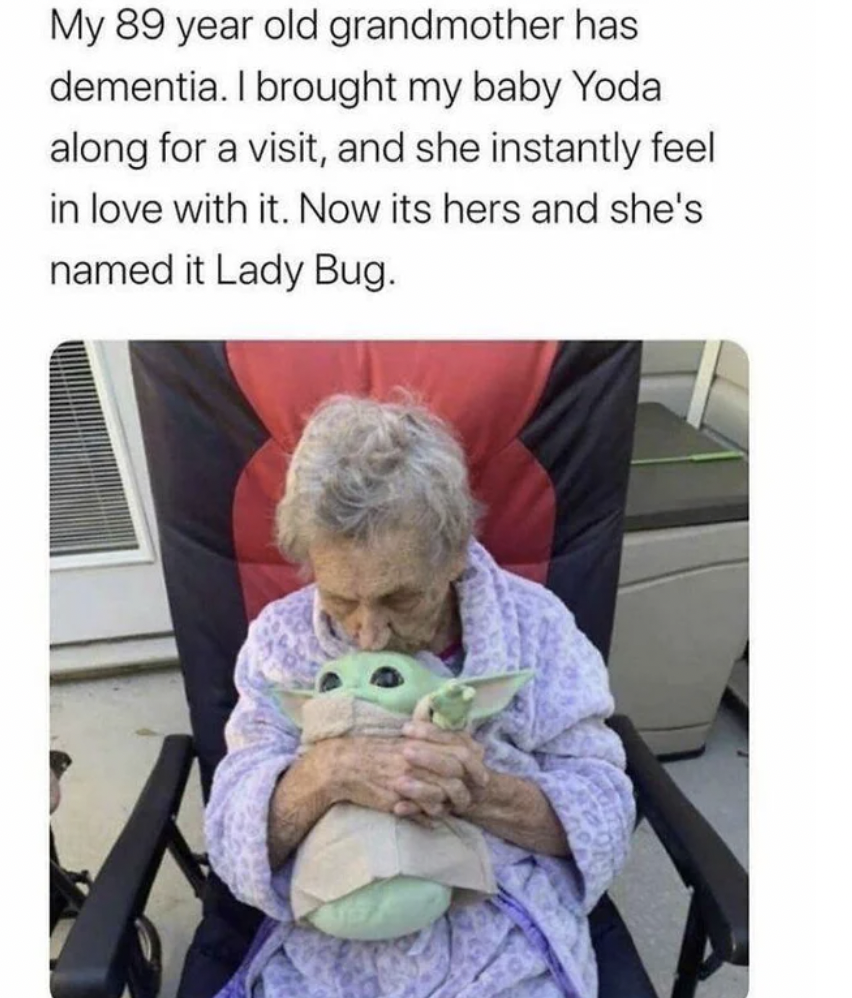 My 89 year old grandmother has
dementia. I brought my baby Yoda
along for a visit, and she instantly feel
in love with it. Now its hers and she's
named it Lady Bug.